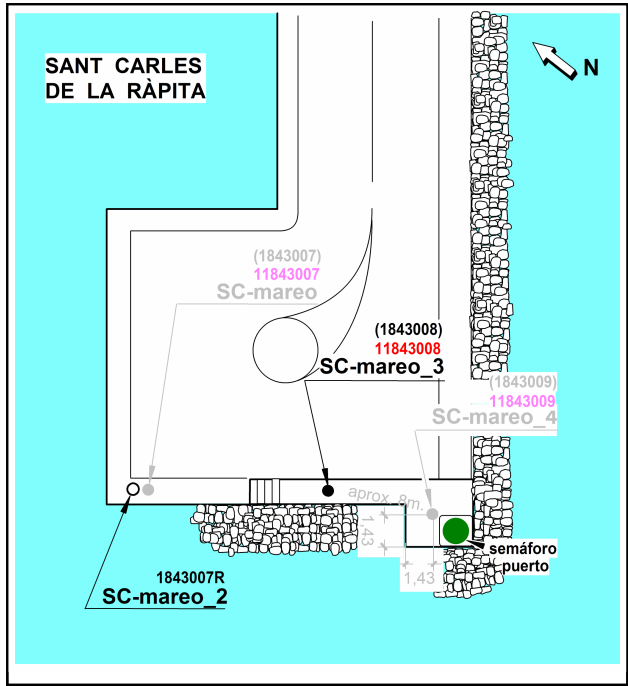 SANT CARLES
DE LA RÀPITA
N
(1843007)
11843007
SC-mareo
(1843008)
11843008
SC-mareo_3
(1843009)
11843009
SC-mareo_4
aprox. 8m.
1,43
1,43
semáforo
puerto
1843007R
SC-mareo_2